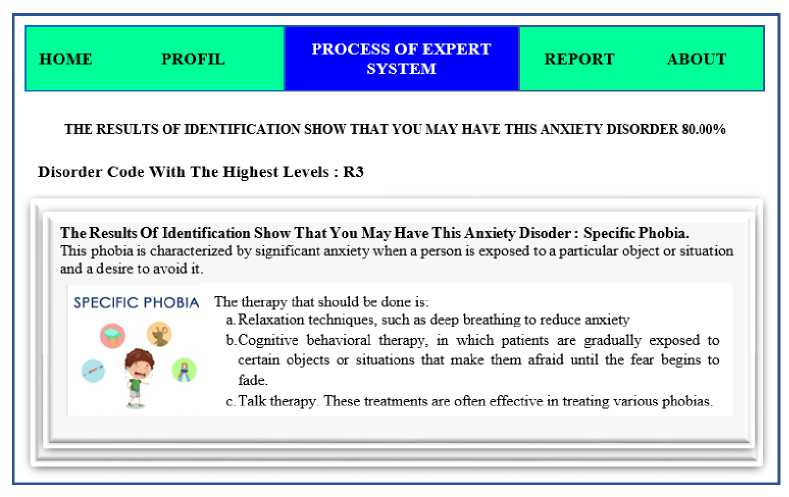 HOME PROFIL PROCESS OF EXPERT SYSTEM REPORT ABOUT
THE RESULTS OF IDENTIFICATION SHOW THAT YOU MAY HAVE THIS ANXIETY DISORDER 80.00%
Disorder Code With The Highest Levels : R3
The Results Of Identification Show That You May Have This Anxiety Disoder : Specific Phobia.
This phobia is characterized by significant anxiety when a person is exposed to a particular object or situation
and a desire to avoid it.
SPECIFIC PHOBIA
The therapy that should be done is:
a. Relaxation techniques, such as deep breathing to reduce anxiety
b. Cognitive behavioral therapy, in which patients are gradually exposed to
certain objects or situations that make them afraid until the fear begins to
fade.
c. Talk therapy. These treatments are often effective in treating various phobias.